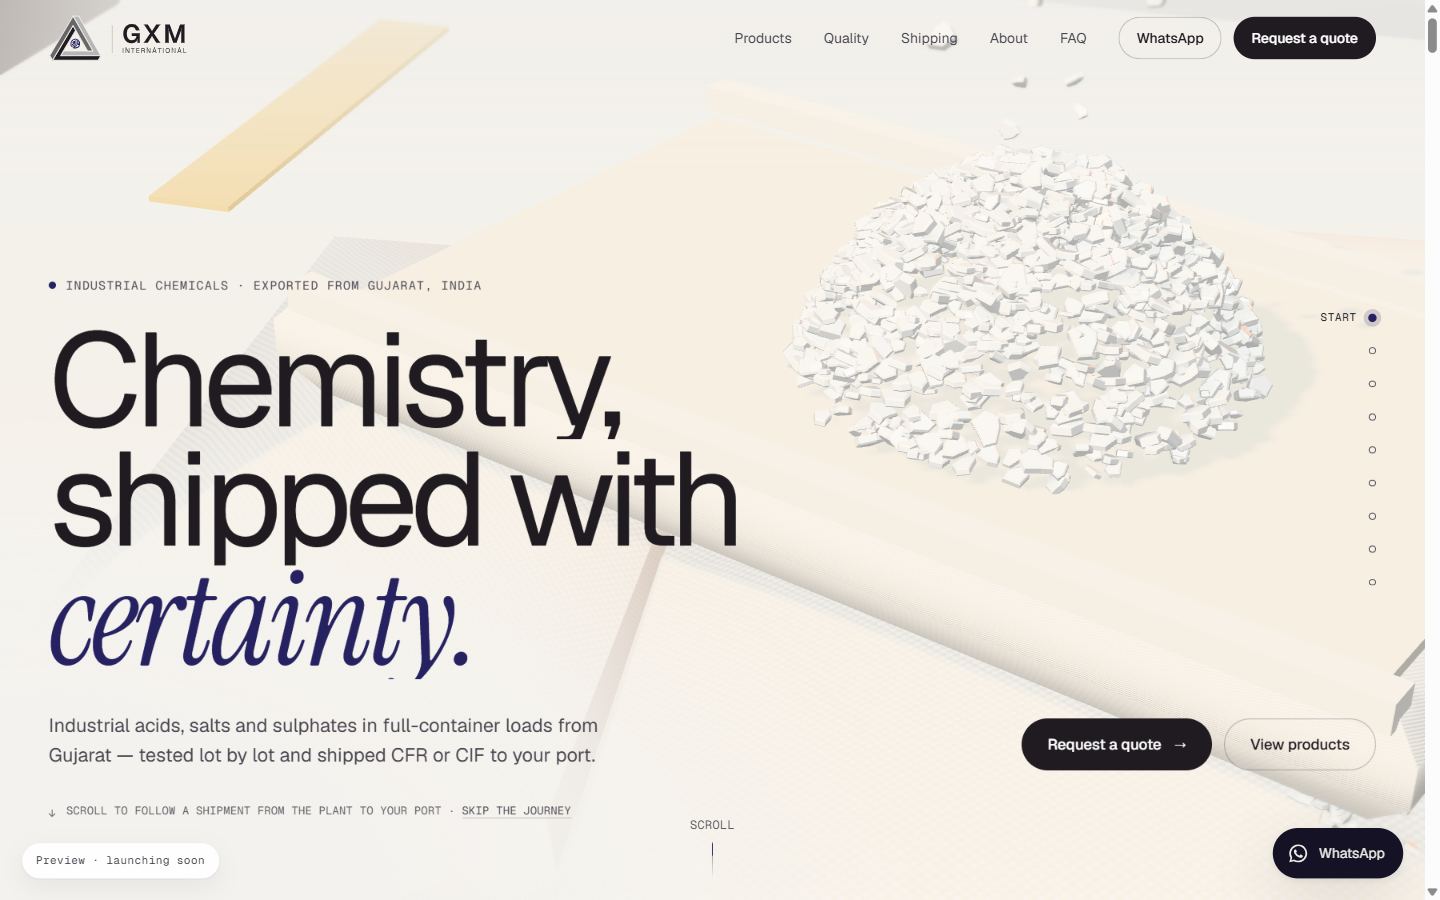 GXM
INTERNATIONAL
Products
Quality
Shipping
About
FAQ
WhatsApp
Request a quote
INDUSTRIAL CHEMICALS · EXPORTED FROM GUJARAT, INDIA
Chemistry,
shipped with
certainty.
START
Industrial acids, salts and sulphates in full-container loads from
Gujarat — tested lot by lot and shipped CFR or CIF to your port.
Request a quote →
View products
↓ SCROLL TO FOLLOW A SHIPMENT FROM THE PLANT TO YOUR PORT · SKIP THE JOURNEY
SCROLL
Preview · launching soon
WhatsApp